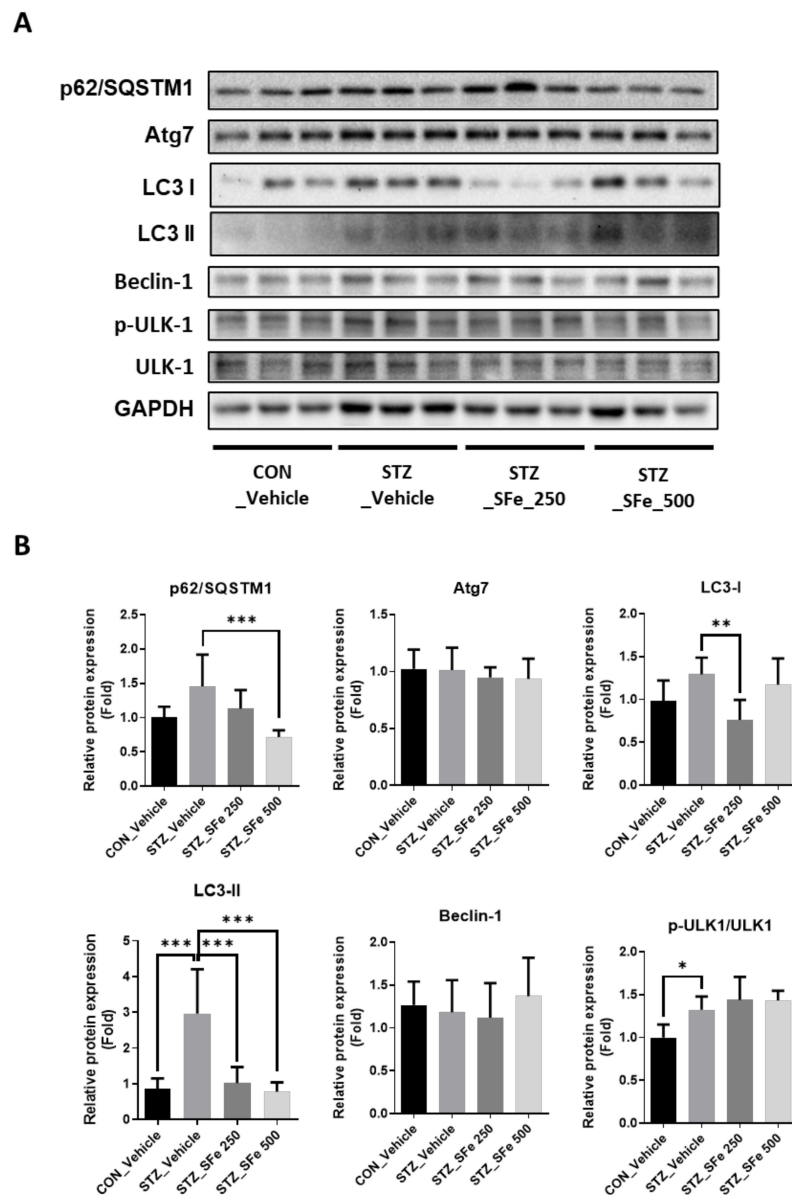 A
p62/SQSTM1
Atg7
LC3 I
LC3 II
Beclin-1
p-ULK-1
ULK-1
GAPDH
CON
_Vehicle
STZ
_Vehicle
STZ
_SFe_250
STZ
_SFe_500
B
p62/SQSTM1
Relative protein expression
(Fold)
2.5
2.0
1.5
1.0
0.5
0.0
***
CON_Vehicle
STZ_Vehicle
STZ_SFe 250
STZ_SFe 500
Atg7
Relative protein expression
(Fold)
1.5
1.0
0.5
0.0
CON_Vehicle
STZ_Vehicle
STZ_SFe 250
STZ_SFe 500
LC3-I
Relative protein expression
(Fold)
2.0
1.5
1.0
0.5
0.0
**
CON_Vehicle
STZ_Vehicle
STZ_SFe 250
STZ_SFe 500
LC3-II
Relative protein expression
(Fold)
5
4
3
2
1
0
***
*** ***
CON_Vehicle
STZ_Vehicle
STZ_SFe 250
STZ_SFe 500
Beclin-1
Relative protein expression
(Fold)
2.0
1.5
1.0
0.5
0.0
CON_Vehicle
STZ_Vehicle
STZ_SFe 250
STZ_SFe 500
p-ULK1/ULK1
Relative protein expression
(Fold)
2.0
1.5
1.0
0.5
0.0
*
CON_Vehicle
STZ_Vehicle
STZ_SFe 250
STZ_SFe 500